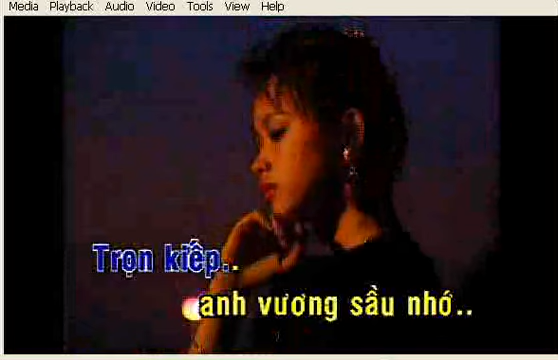 Media Playback Audio Video Tools View Help
Trọn kiếp..
anh vương sầu nhớ..